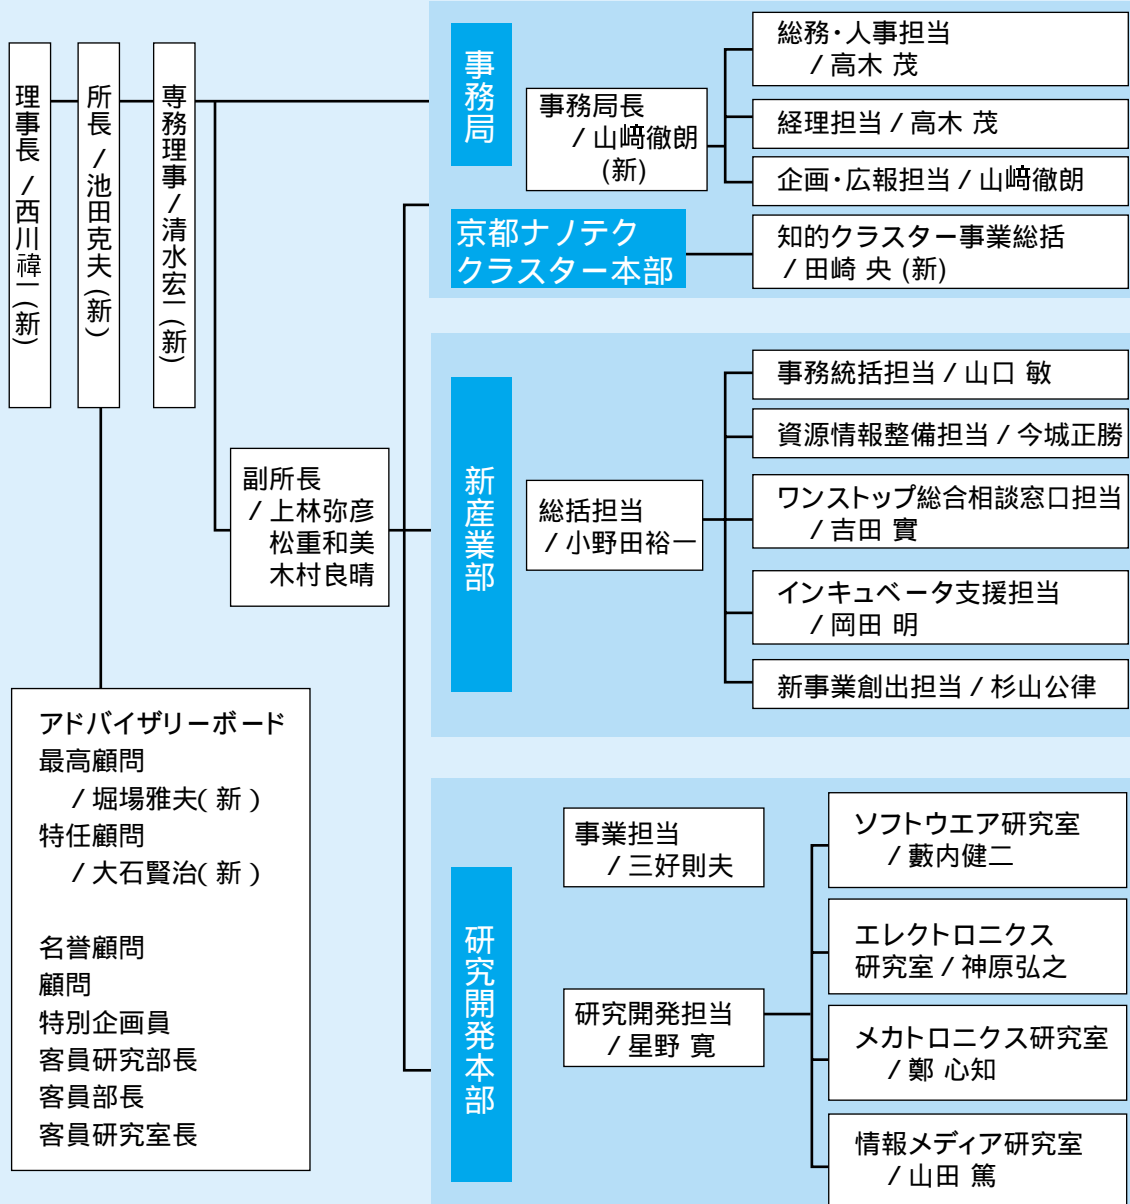 理事長 / 西川禕一 (新)
所長 / 池田克夫 (新)
専務理事 / 清水宏一 (新)
副所長
/ 上林弥彦
松重和美
木村良晴
アドバイザリーボード
最高顧問
/ 堀場雅夫( 新 )
特任顧問
/ 大石賢治( 新 )
名誉顧問
顧問
特別企画員
客員研究部長
客員部長
客員研究室長
事務局
事務局長
/ 山﨑徹朗
(新)
総務・人事担当
/ 高木 茂
経理担当 / 高木 茂
企画・広報担当 / 山﨑徹朗
京都ナノテク
クラスター本部
知的クラスター事業総括
/ 田崎 央 (新)
新産業部
総括担当
/ 小野田裕一
事務統括担当 / 山口 敏
資源情報整備担当 / 今城正勝
ワンストップ総合相談窓口担当
/ 吉田 實
インキュベータ支援担当
/ 岡田 明
新事業創出担当 / 杉山公律
研究開発本部
事業担当
/ 三好則夫
研究開発担当
/ 星野 寛
ソフトウエア研究室
/ 藪内健二
エレクトロニクス
研究室 / 神原弘之
メカトロニクス研究室
/ 鄭 心知
情報メディア研究室
/ 山田 篤